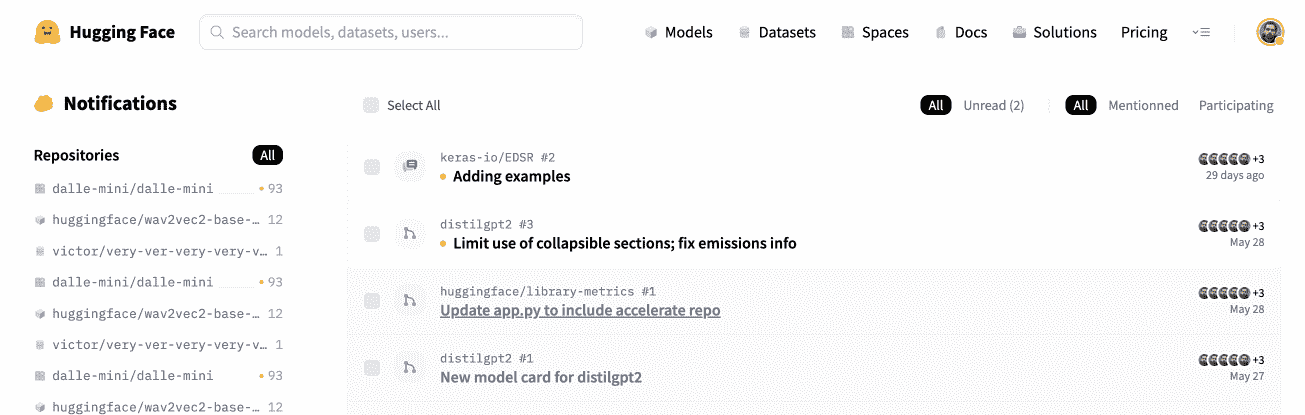 Hugging Face
Search models, datasets, users...
Models
Datasets
Spaces
Docs
Solutions
Pricing
Notifications
Repositories
All
dalle-mini/dalle-mini 93
huggingface/wav2vec2-base-… 12
victor/very-ver-very-very-v… 1
dalle-mini/dalle-mini 93
huggingface/wav2vec2-base-… 12
victor/very-ver-very-very-v… 1
dalle-mini/dalle-mini 93
huggingface/wav2vec2-base-… 12
Select All
All
Unread (2)
All
Mentionned
Participating
keras-io/EDSR #2
Adding examples
+3
29 days ago
distilgpt2 #3
Limit use of collapsible sections; fix emissions info
+3
May 28
huggingface/library-metrics #1
Update app.py to include accelerate repo
+3
May 28
distilgpt2 #1
New model card for distilgpt2
+3
May 27